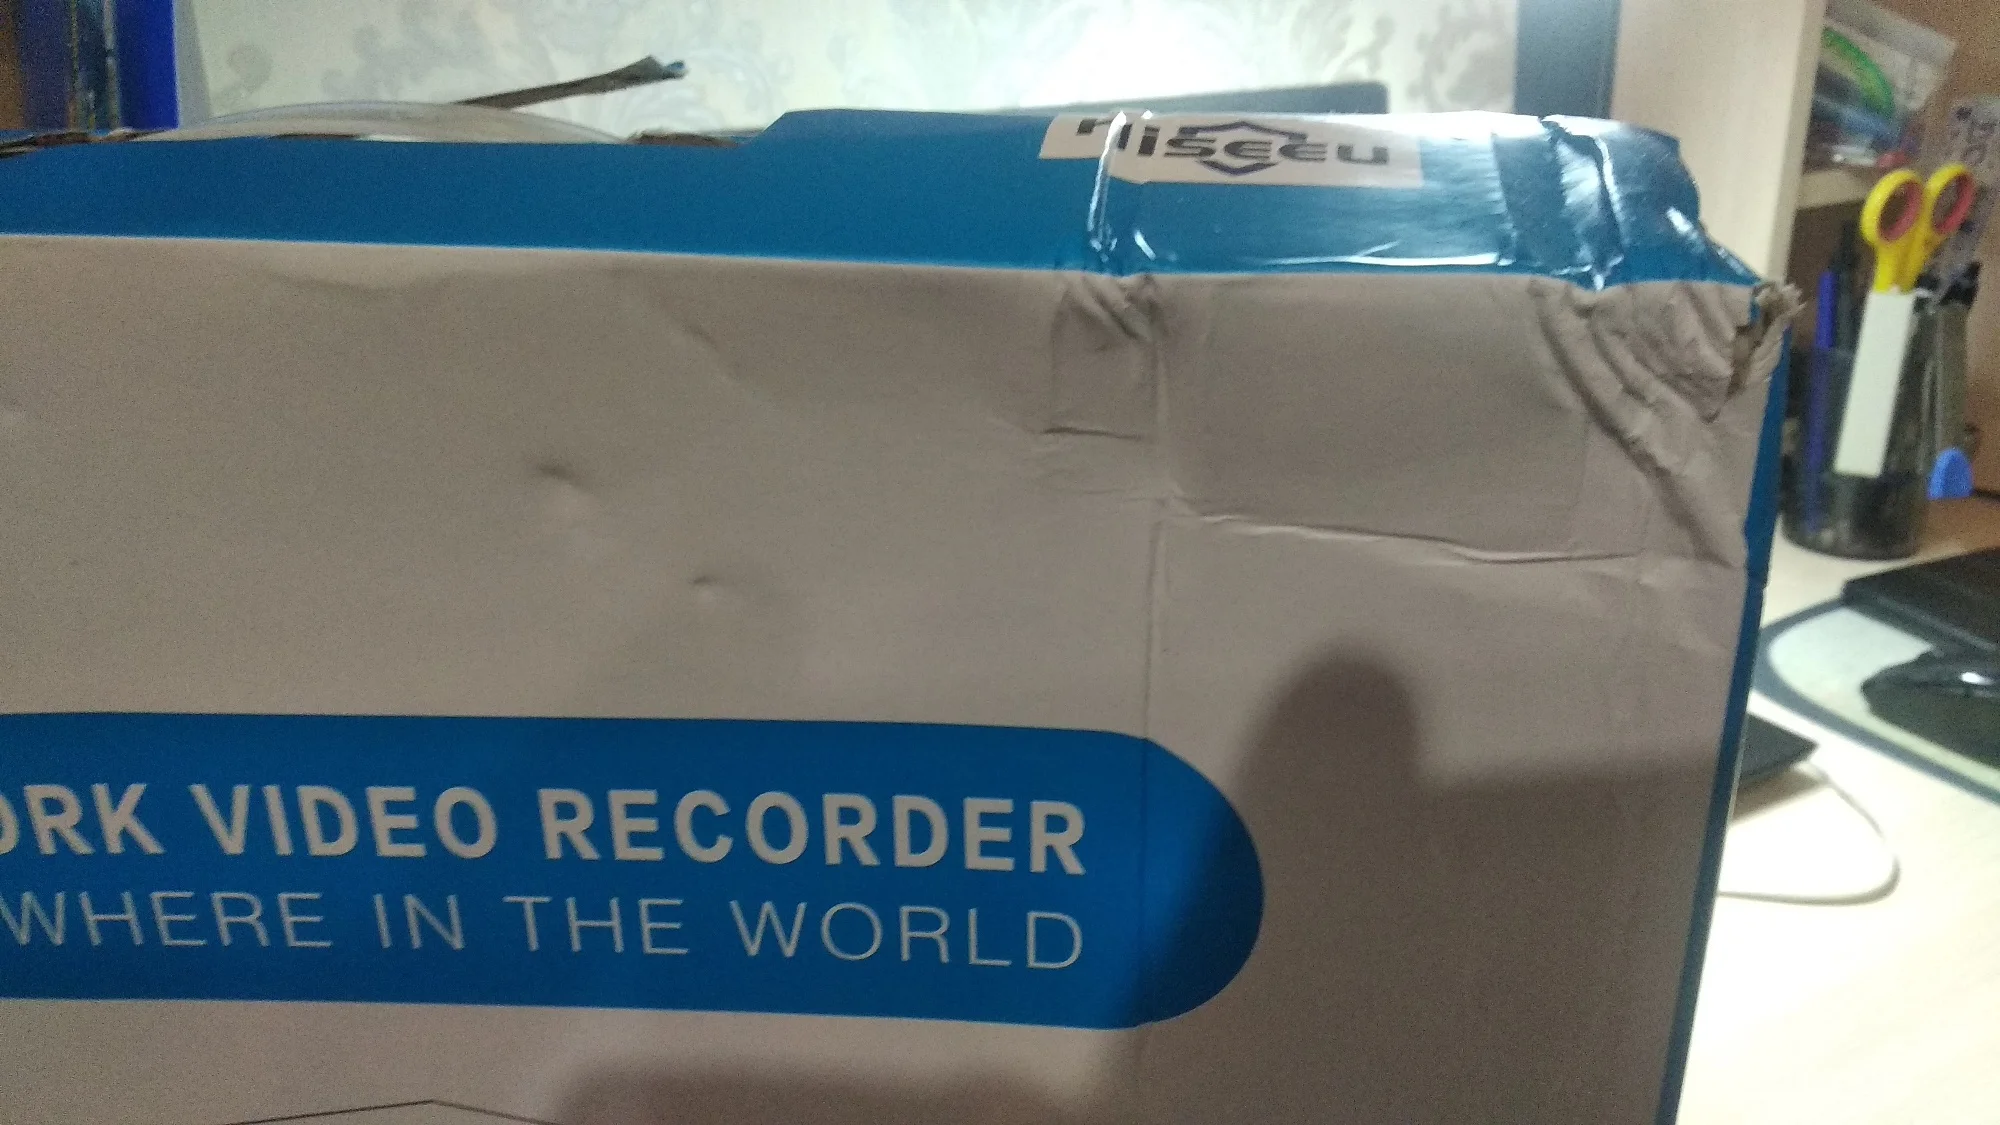 Hiseeu
ORK VIDEO RECORDER
WHERE IN THE WORLD